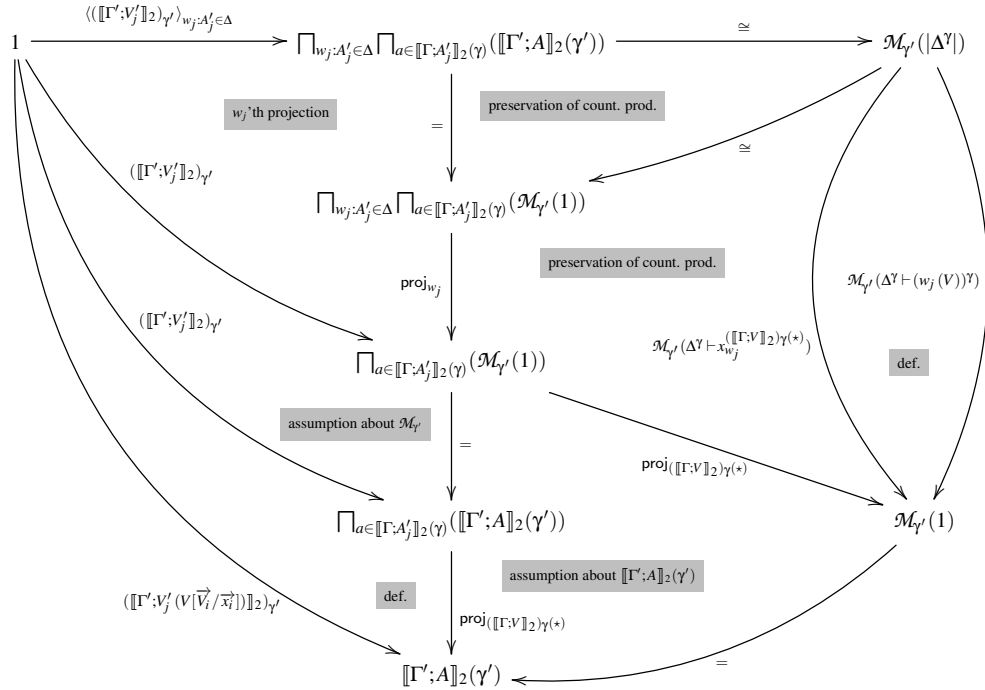 ⟨(⟦Γ′;V′_j⟧₂)_γ′⟩_{w_j:A′_j∈Δ}
1
∏_{w_j:A′_j∈Δ} ∏_{a∈⟦Γ;A′_j⟧₂(γ)} (⟦Γ′;A⟧₂(γ′))
≅
ℳ_γ′(|Δ^γ|)
w_j’th projection
=
preservation of count. prod.
≅
(⟦Γ′;V′_j⟧₂)_γ′
∏_{w_j:A′_j∈Δ} ∏_{a∈⟦Γ;A′_j⟧₂(γ)} (ℳ_γ′(1))
preservation of count. prod.
proj_{w_j}
ℳ_γ′(Δ^γ ⊢ (w_j (V))^γ)
(⟦Γ′;V′_j⟧₂)_γ′
ℳ_γ′(Δ^γ ⊢ x_{w_j}^{(⟦Γ;V⟧₂)_γ(⋆)})
∏_{a∈⟦Γ;A′_j⟧₂(γ)} (ℳ_γ′(1))
def.
assumption about ℳ_γ′
=
proj_{(⟦Γ;V⟧₂)_γ(⋆)}
∏_{a∈⟦Γ;A′_j⟧₂(γ)} (⟦Γ′;A⟧₂(γ′))
ℳ_γ′(1)
assumption about ⟦Γ′;A⟧₂(γ′)
(⟦Γ′;V′_j (V[V⃗_i/x⃗_i])⟧₂)_γ′
def.
proj_{(⟦Γ;V⟧₂)_γ(⋆)}
⟦Γ′;A⟧₂(γ′)
=